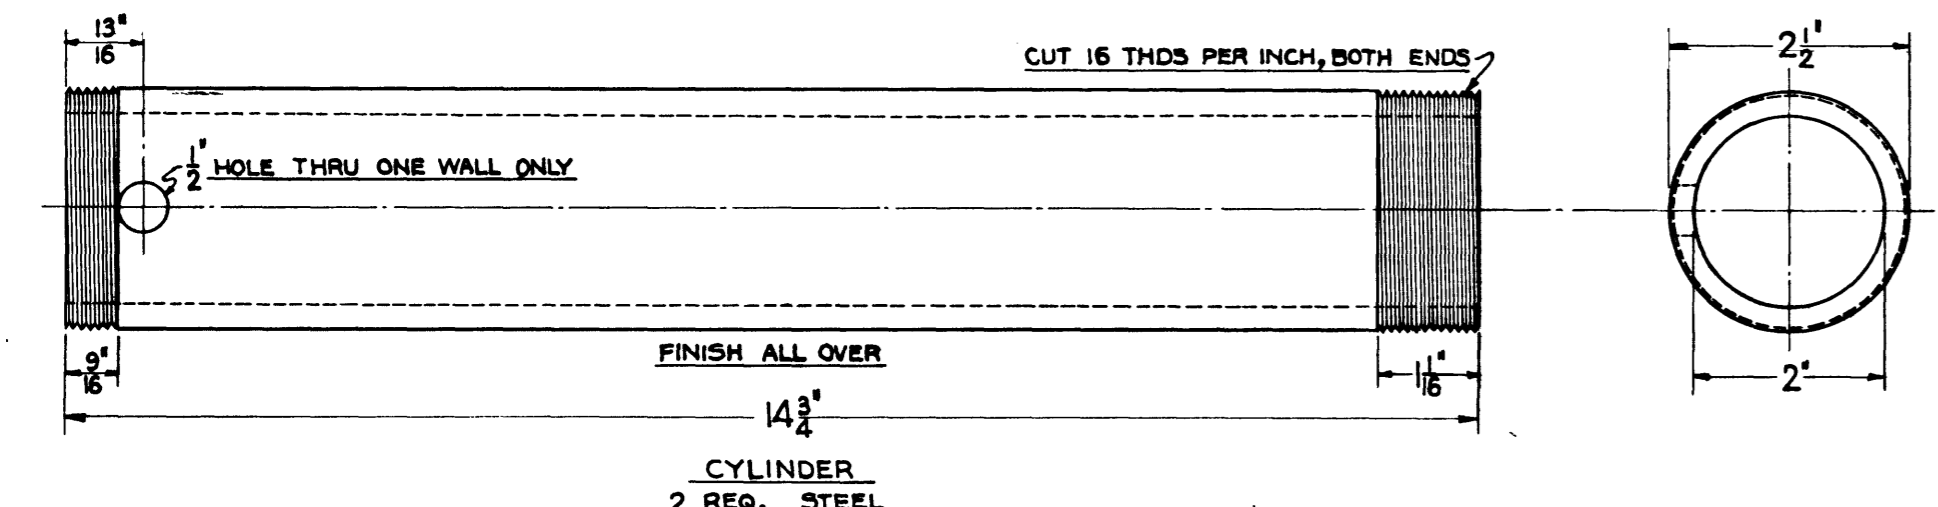 13"
16
CUT 16 THDS PER INCH, BOTH ENDS
2 1/2"
1/2" HOLE THRU ONE WALL ONLY
FINISH ALL OVER
9"
16
1 1/16"
2"
14 3/4"
CYLINDER
2 REQ. STEEL